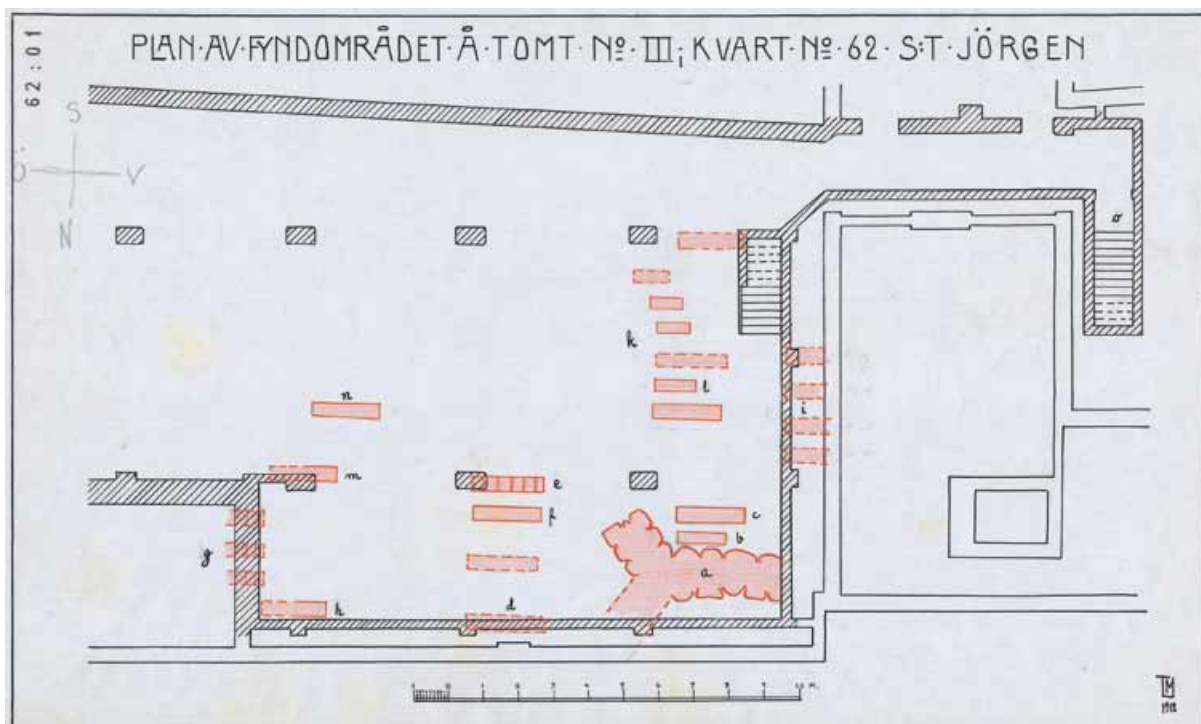 PLAN·AV·FYNDOMRÅDET·Å·TOMT·Nº·III, KVART·Nº·62·S:T·JÖRGEN
62:01
S
Ö V
N
o
k
l
i
n
m
e
f
c
b
a
g
h
d